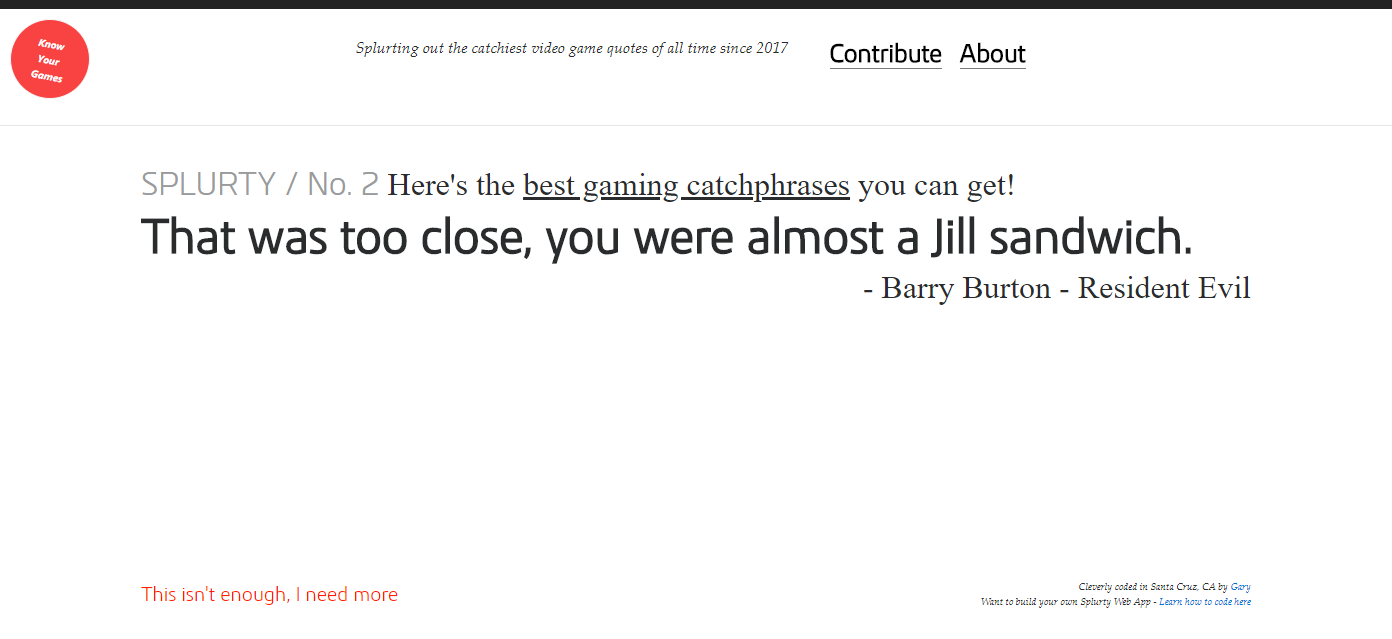 Know
Your
Games
Splurting out the catchiest video game quotes of all time since 2017
Contribute About
SPLURTY / No. 2 Here's the best gaming catchphrases you can get!
That was too close, you were almost a Jill sandwich.
- Barry Burton - Resident Evil
This isn't enough, I need more
Cleverly coded in Santa Cruz, CA by Gary
Want to build your own Splurty Web App - Learn how to code here